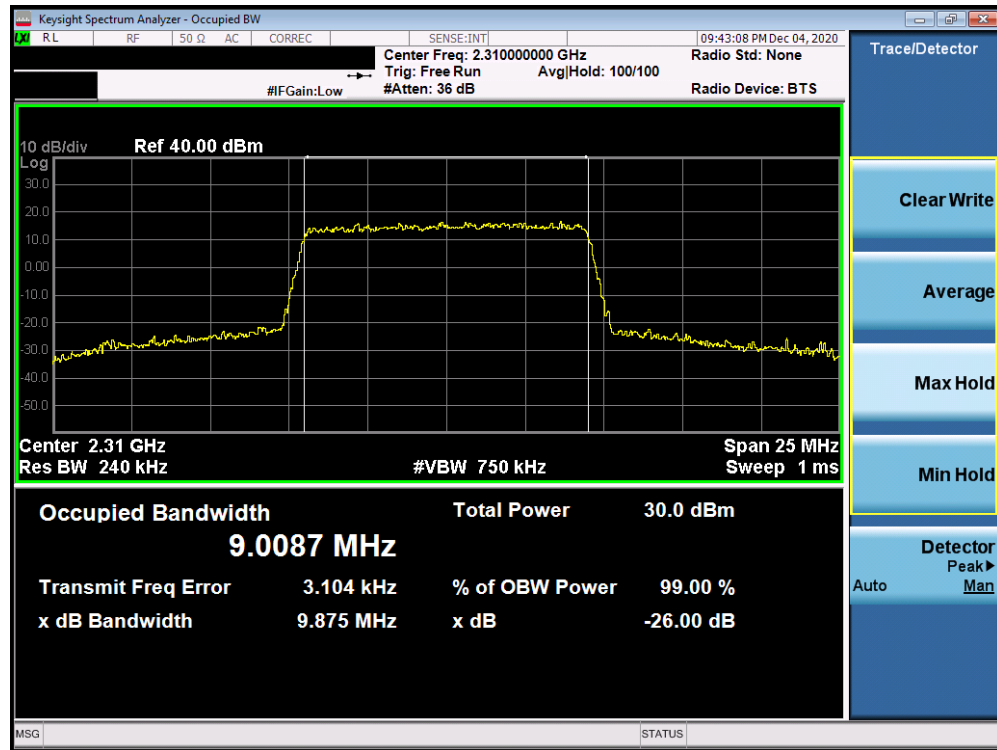 Keysight Spectrum Analyzer - Occupied BW
LXI RL RF 50 Ω AC CORREC SENSE:INT 09:43:08 PM Dec 04, 2020
Center Freq: 2.310000000 GHz Radio Std: None
Trig: Free Run Avg|Hold: 100/100
#IFGain:Low #Atten: 36 dB Radio Device: BTS
Trace/Detector
10 dB/div Ref 40.00 dBm
Log
30.0
20.0
10.0
0.00
-10.0
-20.0
-30.0
-40.0
-50.0
Center 2.31 GHz Span 25 MHz
Res BW 240 kHz #VBW 750 kHz Sweep 1 ms
Occupied Bandwidth Total Power 30.0 dBm
9.0087 MHz
Transmit Freq Error 3.104 kHz % of OBW Power 99.00 %
x dB Bandwidth 9.875 MHz x dB -26.00 dB
Clear Write
Average
Max Hold
Min Hold
Detector
Peak▶
Auto Man
MSG STATUS